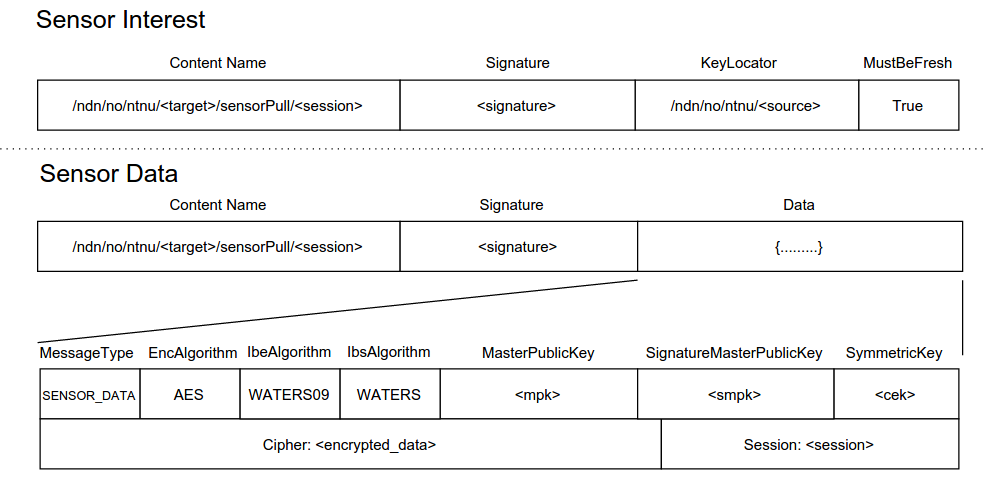 Sensor Interest
Content Name Signature KeyLocator MustBeFresh
/ndn/no/ntnu/<target>/sensorPull/<session> <signature> /ndn/no/ntnu/<source> True
Sensor Data
Content Name Signature Data
/ndn/no/ntnu/<target>/sensorPull/<session> <signature> {.........}
MessageType EncAlgorithm IbeAlgorithm IbsAlgorithm MasterPublicKey SignatureMasterPublicKey SymmetricKey
SENSOR_DATA AES WATERS09 WATERS <mpk> <smpk> <cek>
Cipher: <encrypted_data> Session: <session>